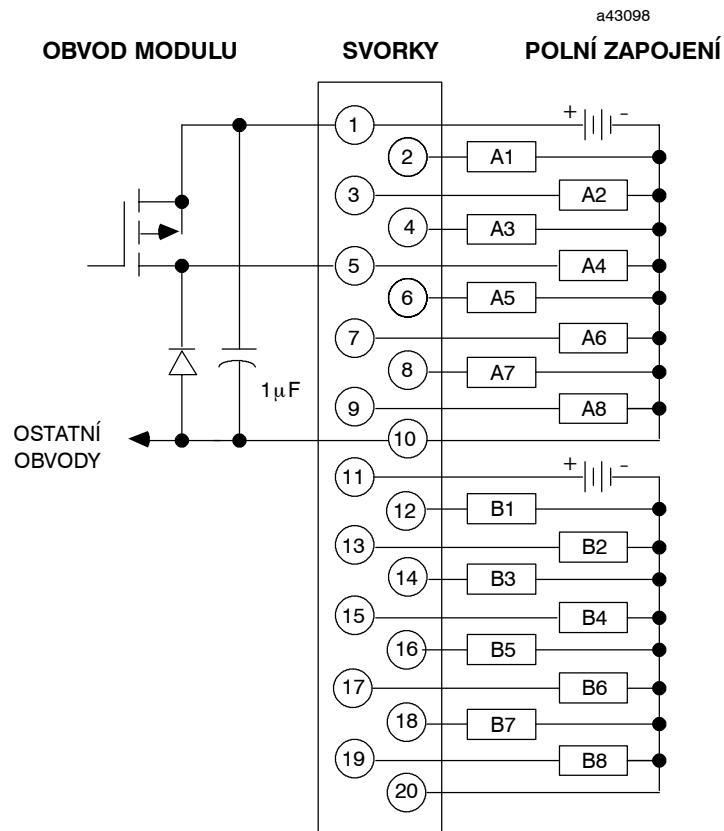 a43098
OBVOD MODULU SVORKY POLNÍ ZAPOJENÍ
1 + -
2 A1
3 A2
4 A3
5 A4
6 A5
7 A6
8 A7
1μF
9 A8
OSTATNÍ
OBVODY
10
11 + -
12 B1
13 B2
14 B3
15 B4
16 B5
17 B6
18 B7
19 B8
20